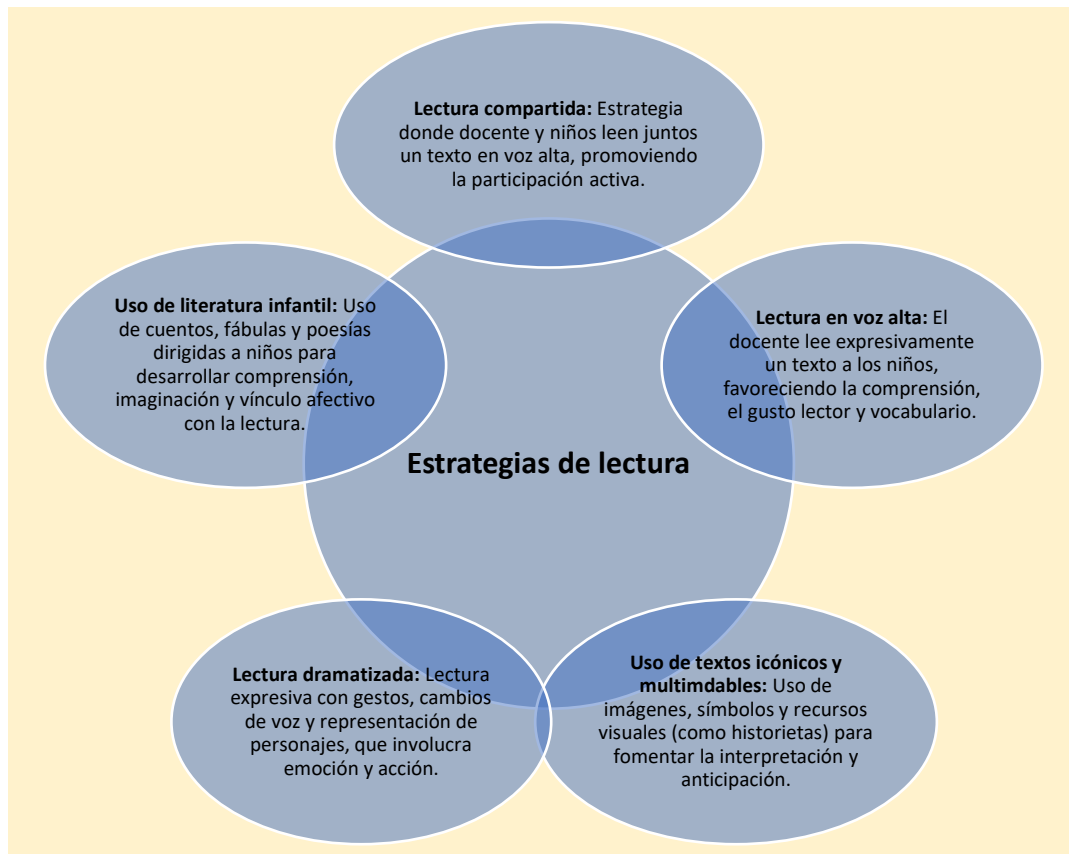 Lectura compartida: Estrategia
donde docente y niños leen juntos
un texto en voz alta, promoviendo
la participación activa.
Uso de literatura infantil: Uso
de cuentos, fábulas y poesías
dirigidas a niños para
desarrollar comprensión,
imaginación y vínculo afectivo
con la lectura.
Lectura en voz alta: El
docente lee expresivamente
un texto a los niños,
favoreciendo la comprensión,
el gusto lector y vocabulario.
Estrategias de lectura
Lectura dramatizada: Lectura
expresiva con gestos, cambios
de voz y representación de
personajes, que involucra
emoción y acción.
Uso de textos icónicos y
multimdables: Uso de
imágenes, símbolos y recursos
visuales (como historietas) para
fomentar la interpretación y
anticipación.